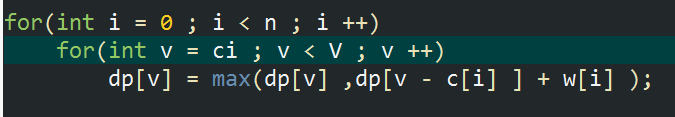 for(int i = 0 ; i < n ; i ++)
for(int v = ci ; v < V ; v ++)
dp[v] = max(dp[v] ,dp[v - c[i] ] + w[i] );